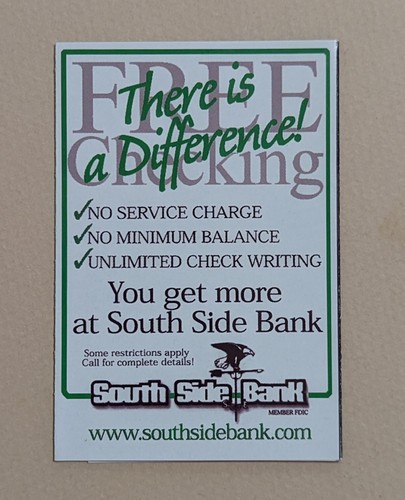 FREE
There is
a Difference!
Checking
✓NO SERVICE CHARGE
✓NO MINIMUM BALANCE
✓UNLIMITED CHECK WRITING
You get more
at South Side Bank
Some restrictions apply
Call for complete details!
South Side Bank
MEMBER FDIC
www.southsidebank.com